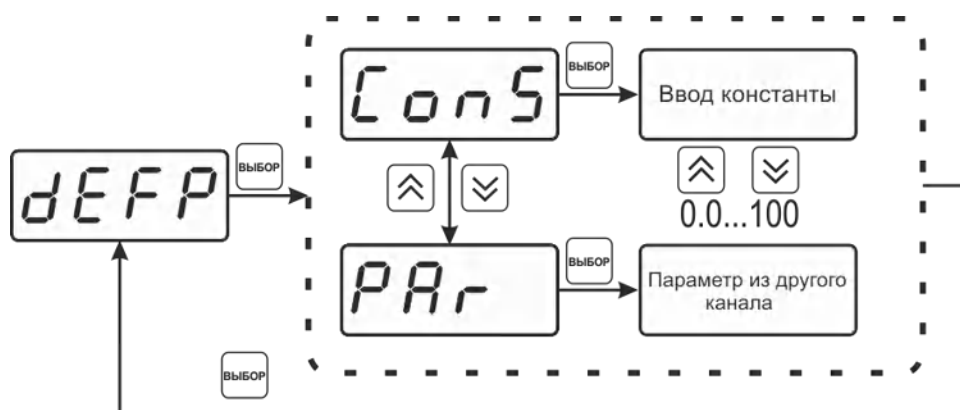 ConS
ВЫБОР
Ввод константы
dEFP
ВЫБОР
0.0...100
PAr
ВЫБОР
Параметр из другого
канала
ВЫБОР